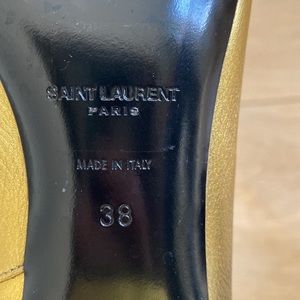 SAINT LAURENT
PARIS
MADE IN ITALY
38